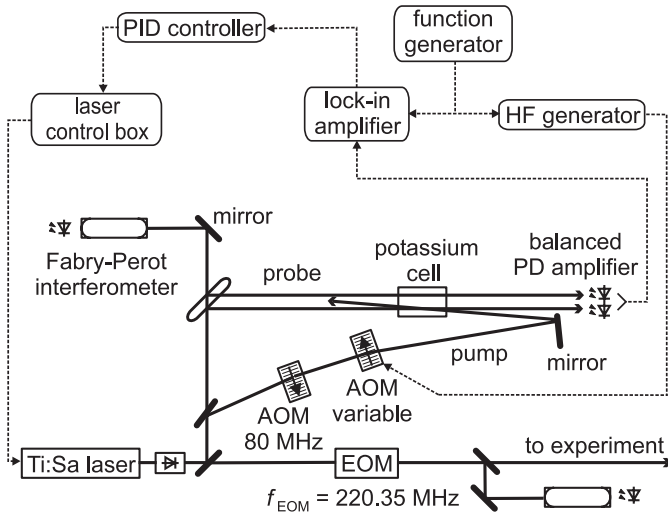 PID controller
function
generator
laser
control box
lock-in
amplifier
HF generator
mirror
Fabry-Perot
interferometer
probe
potassium
cell
balanced
PD amplifier
pump
mirror
AOM
80 MHz
AOM
variable
Ti:Sa laser
EOM
to experiment
f EOM = 220.35 MHz